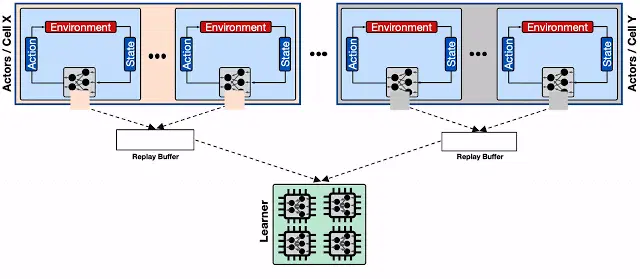 Actors / Cell X
Environment
Action
State
Environment
Action
State
Environment
Action
State
Environment
Action
State
Actors / Cell Y
Replay Buffer
Replay Buffer
Learner